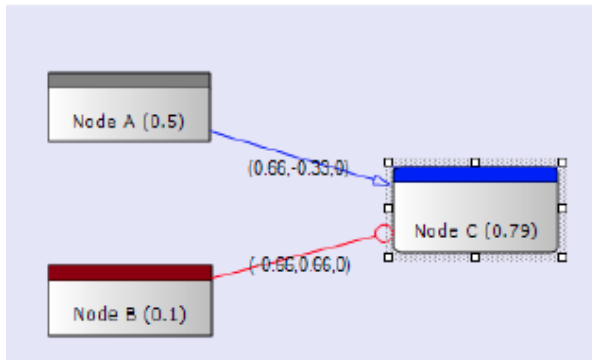 Node A (0.5)
(0.66,-0.33,0)
Node C (0.79)
(-0.66,0.66,0)
Node B (0.1)